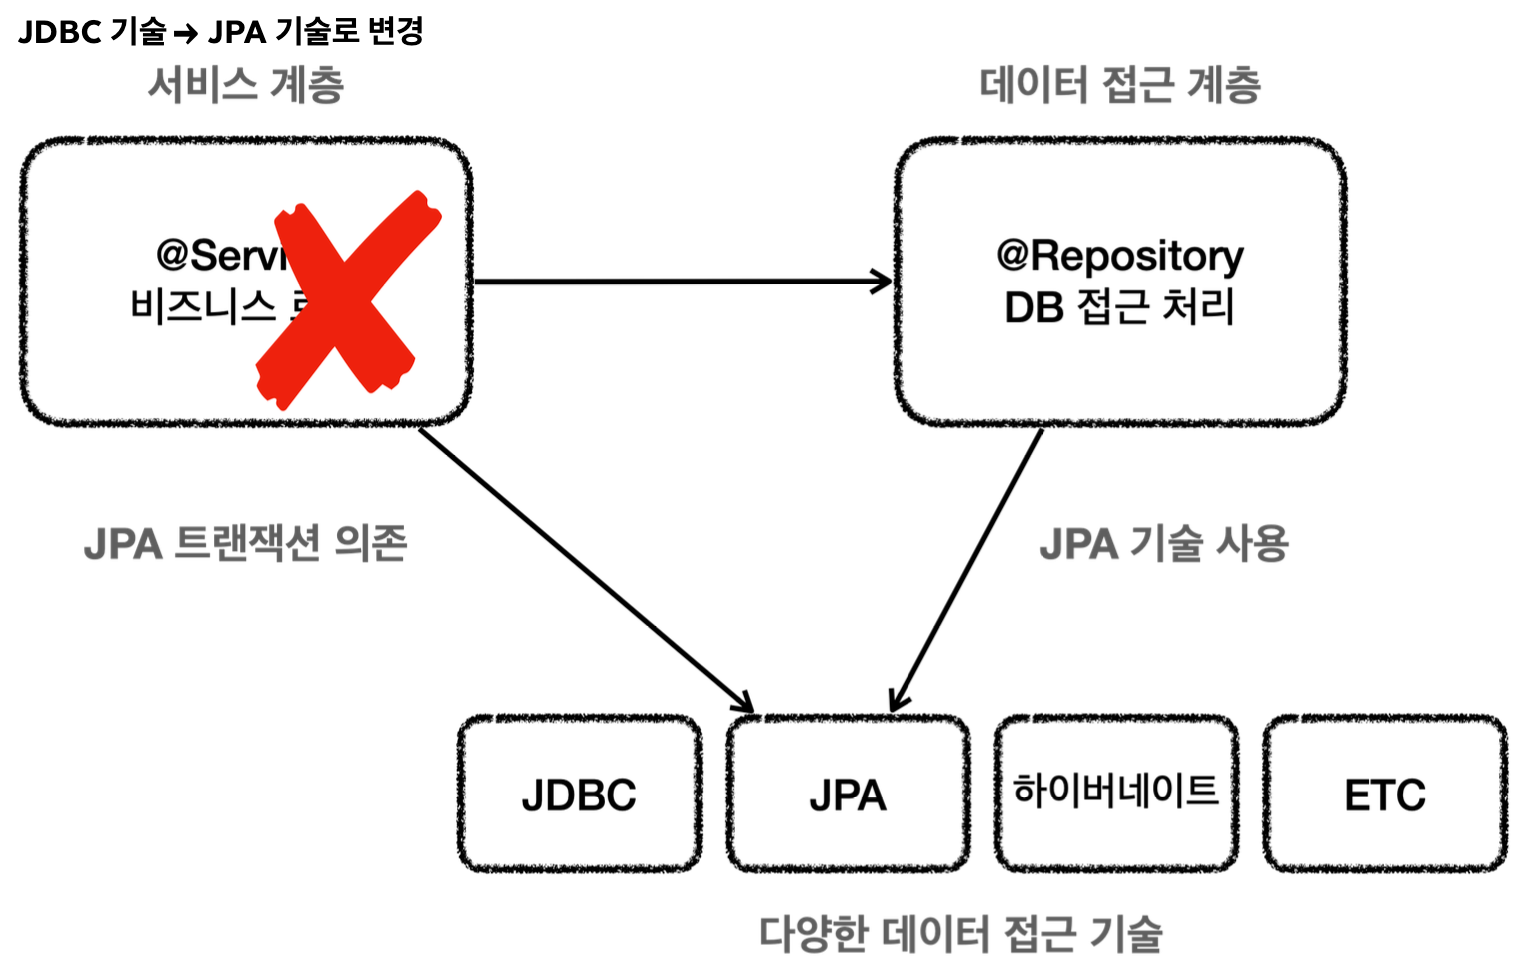 JDBC 기술 → JPA 기술로 변경
서비스 계층
데이터 접근 계층
비즈니스
@Repository
DB 접근 처리
JPA 트랜잭션 의존
JPA 기술 사용
JDBC
JPA
하이버네이트
ETC
다양한 데이터 접근 기술